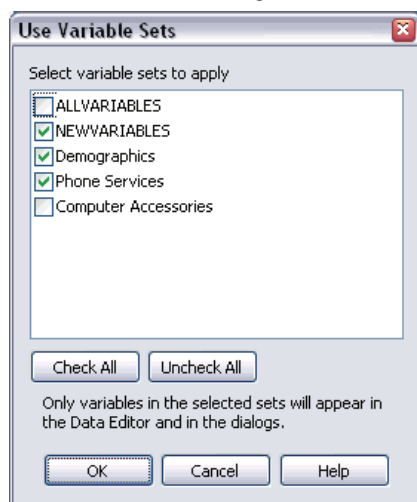 Use Variable Sets
Select variable sets to apply
ALLVARIABLES
NEWVARIABLES
Demographics
Phone Services
Computer Accessories
Check All Uncheck All
Only variables in the selected sets will appear in
the Data Editor and in the dialogs.
OK Cancel Help